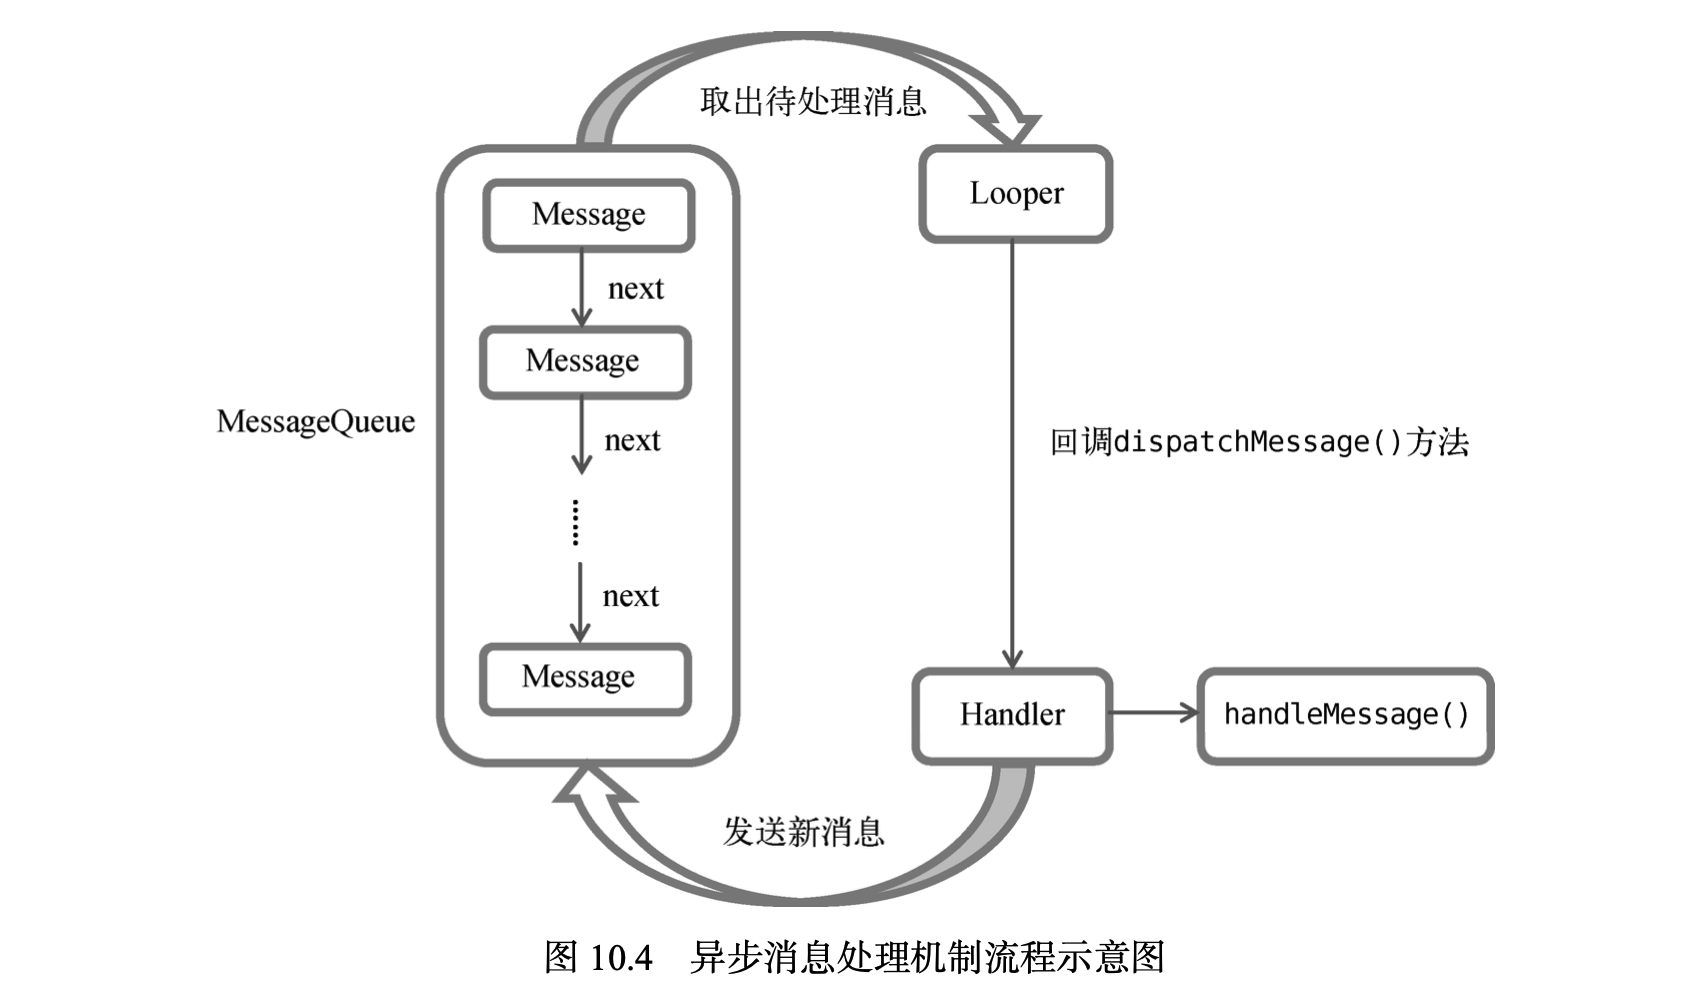 取出待处理消息
Message
Looper
next
Message
MessageQueue
next
回调dispatchMessage()方法
next
Message
Handler
handleMessage()
发送新消息
图 10.4 异步消息处理机制流程示意图